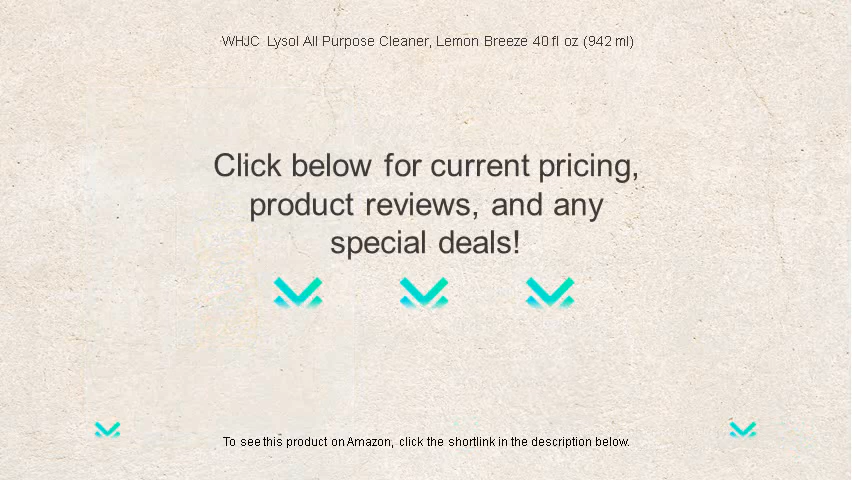 WHJC Lysol All Purpose Cleaner, Lemon Breeze 40 fl oz (942 ml)
Click below for current pricing,
product reviews, and any
special deals!
To see this product on Amazon, click the shortlink in the description below.